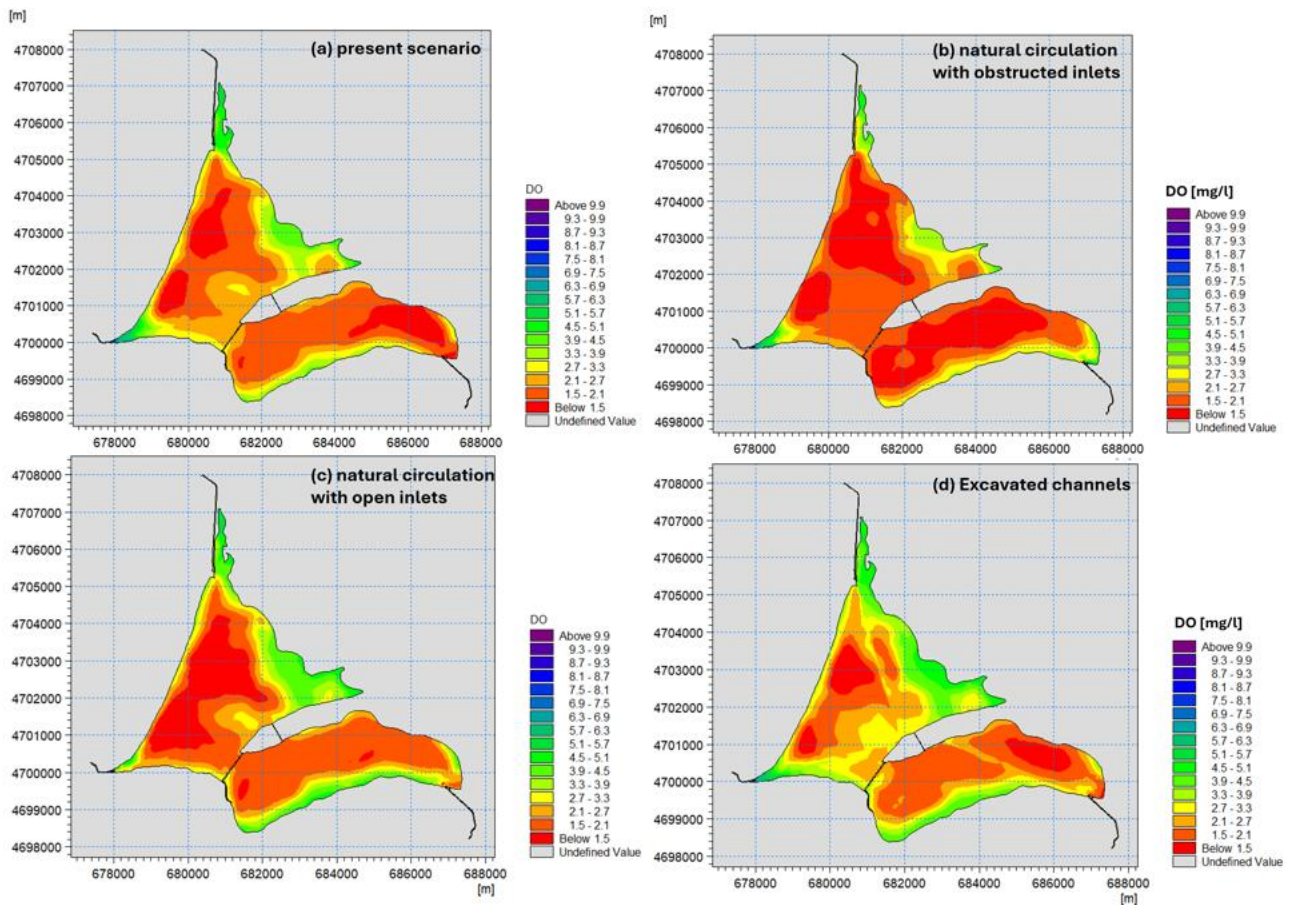 [m]
4708000
4707000
4706000
4705000
4704000
4703000
4702000
4701000
4700000
4699000
4698000
678000 680000 682000 684000 686000 688000
(a) present scenario
DO
Above 9.9
9.3 - 9.9
8.7 - 9.3
8.1 - 8.7
7.5 - 8.1
6.9 - 7.5
6.3 - 6.9
5.7 - 6.3
5.1 - 5.7
4.5 - 5.1
3.9 - 4.5
3.3 - 3.9
2.7 - 3.3
2.1 - 2.7
1.5 - 2.1
Below 1.5
Undefined Value
[m]
4708000
4707000
4706000
4705000
4704000
4703000
4702000
4701000
4700000
4699000
4698000
678000 680000 682000 684000 686000 688000
[m]
(b) natural circulation
with obstructed inlets
DO [mg/l]
Above 9.9
9.3 - 9.9
8.7 - 9.3
8.1 - 8.7
7.5 - 8.1
6.9 - 7.5
6.3 - 6.9
5.7 - 6.3
5.1 - 5.7
4.5 - 5.1
3.9 - 4.5
3.3 - 3.9
2.7 - 3.3
2.1 - 2.7
1.5 - 2.1
Below 1.5
Undefined Value
4708000
4707000
4706000
4705000
4704000
4703000
4702000
4701000
4700000
4699000
4698000
678000 680000 682000 684000 686000 688000
[m]
(c) natural circulation
with open inlets
DO
Above 9.9
9.3 - 9.9
8.7 - 9.3
8.1 - 8.7
7.5 - 8.1
6.9 - 7.5
6.3 - 6.9
5.7 - 6.3
5.1 - 5.7
4.5 - 5.1
3.9 - 4.5
3.3 - 3.9
2.7 - 3.3
2.1 - 2.7
1.5 - 2.1
Below 1.5
Undefined Value
4708000
4707000
4706000
4705000
4704000
4703000
4702000
4701000
4700000
4699000
4698000
678000 680000 682000 684000 686000 688000
[m]
(d) Excavated channels
DO [mg/l]
Above 9.9
9.3 - 9.9
8.7 - 9.3
8.1 - 8.7
7.5 - 8.1
6.9 - 7.5
6.3 - 6.9
5.7 - 6.3
5.1 - 5.7
4.5 - 5.1
3.9 - 4.5
3.3 - 3.9
2.7 - 3.3
2.1 - 2.7
1.5 - 2.1
Below 1.5
Undefined Value